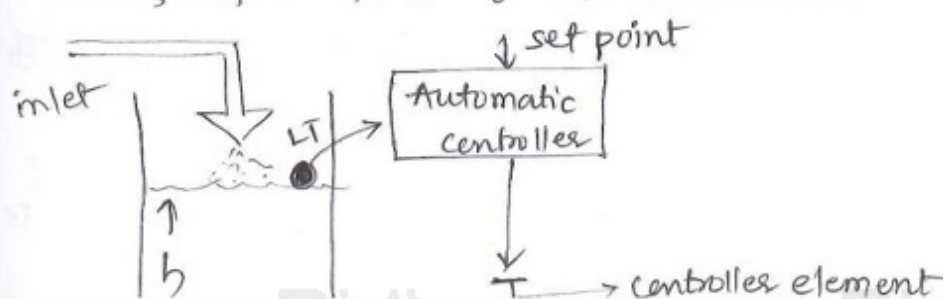 set point
inlet
Automatic
controller
LT
h
controller element